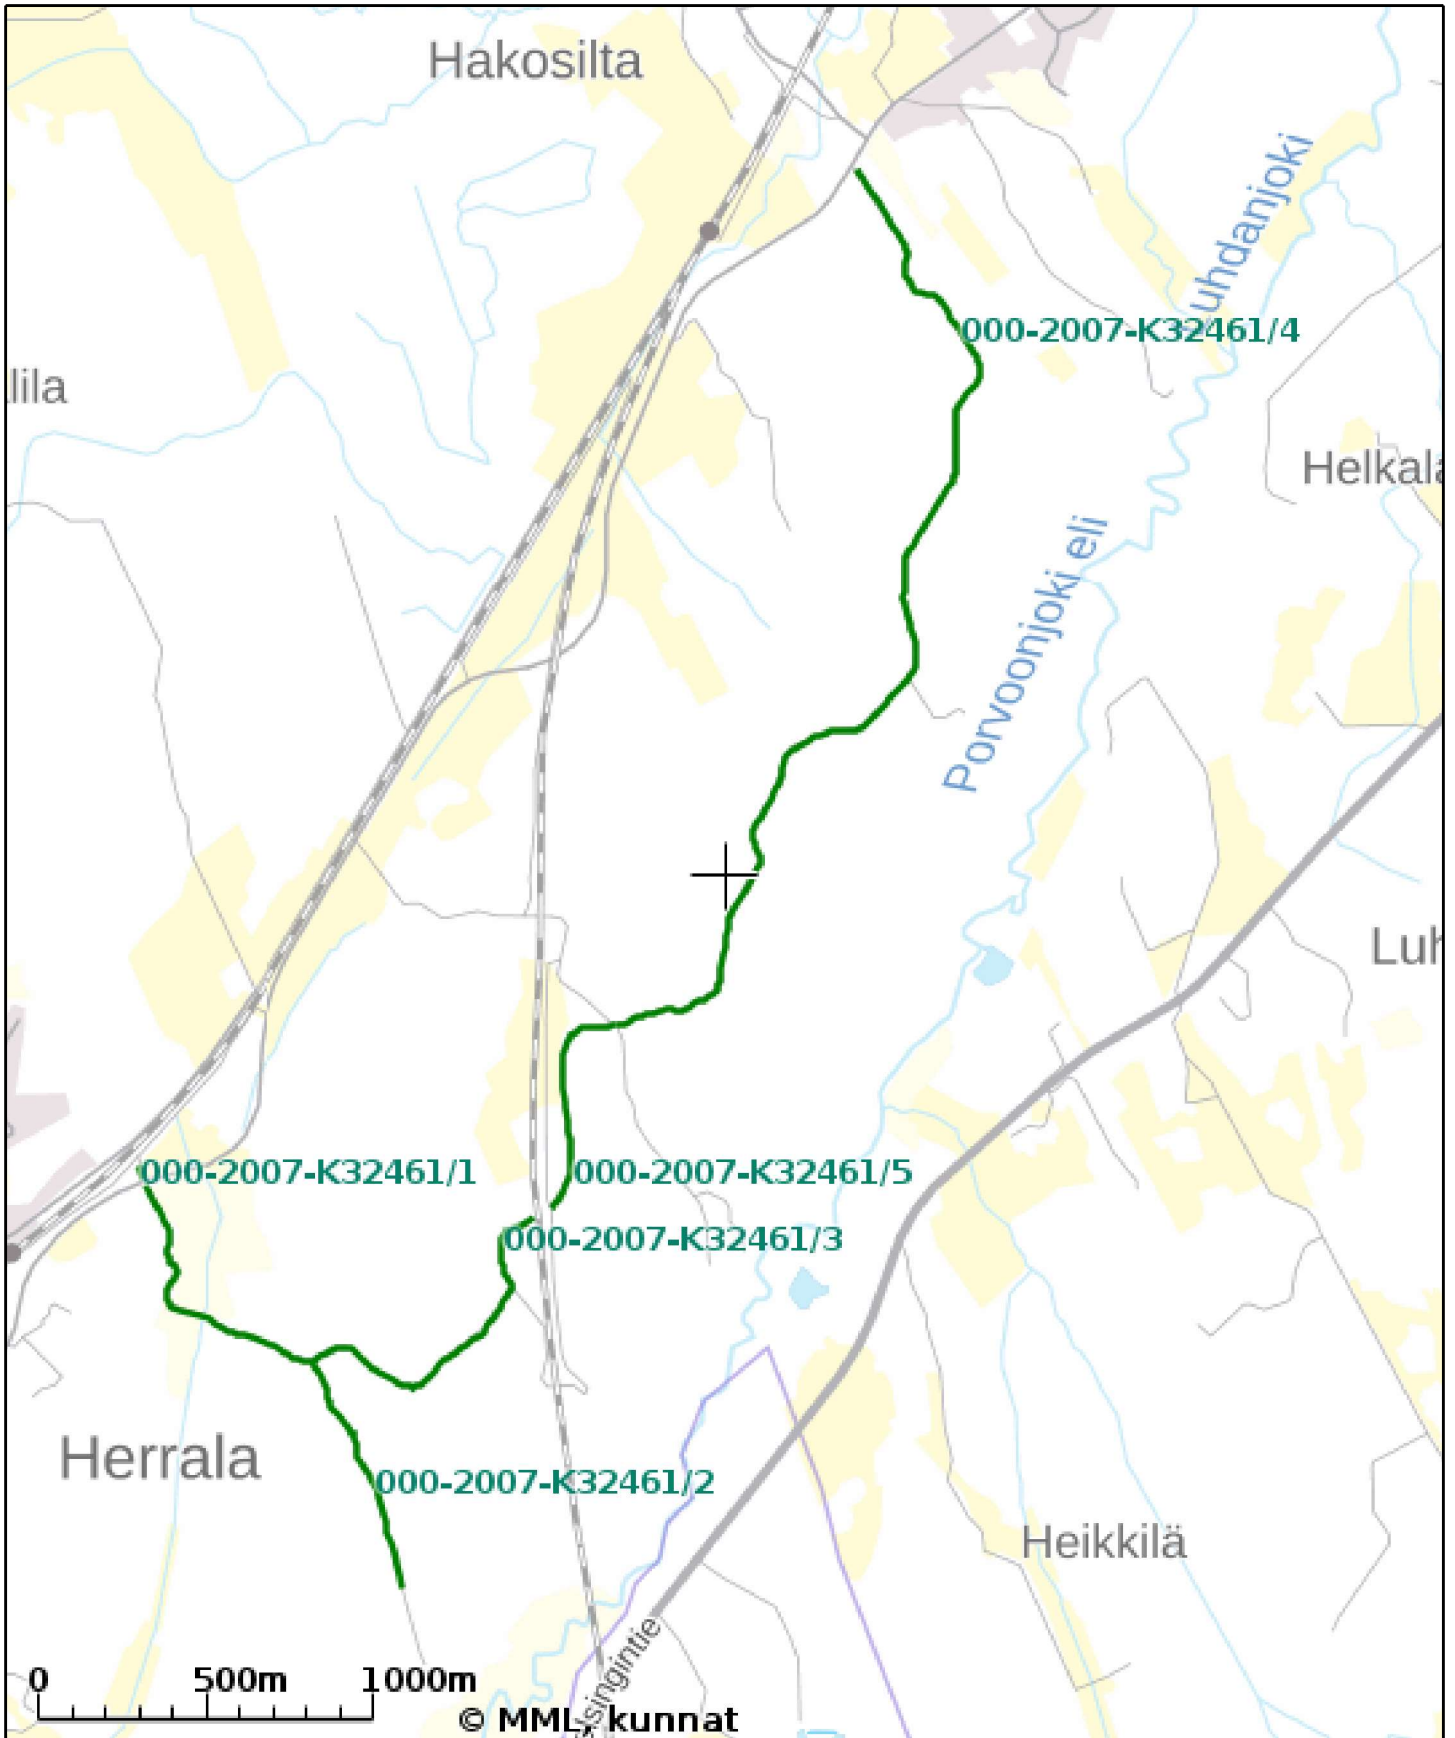 Hakosilta
uhdanjoki
000-2007-K32461/4
lila
Helkala
Porvoonjoki eli
Luh
000-2007-K32461/1
000-2007-K32461/5
000-2007-K32461/3
Herrala
000-2007-K32461/2
Heikkilä
lsingintie
0 500m 1000m
© MML, kunnat